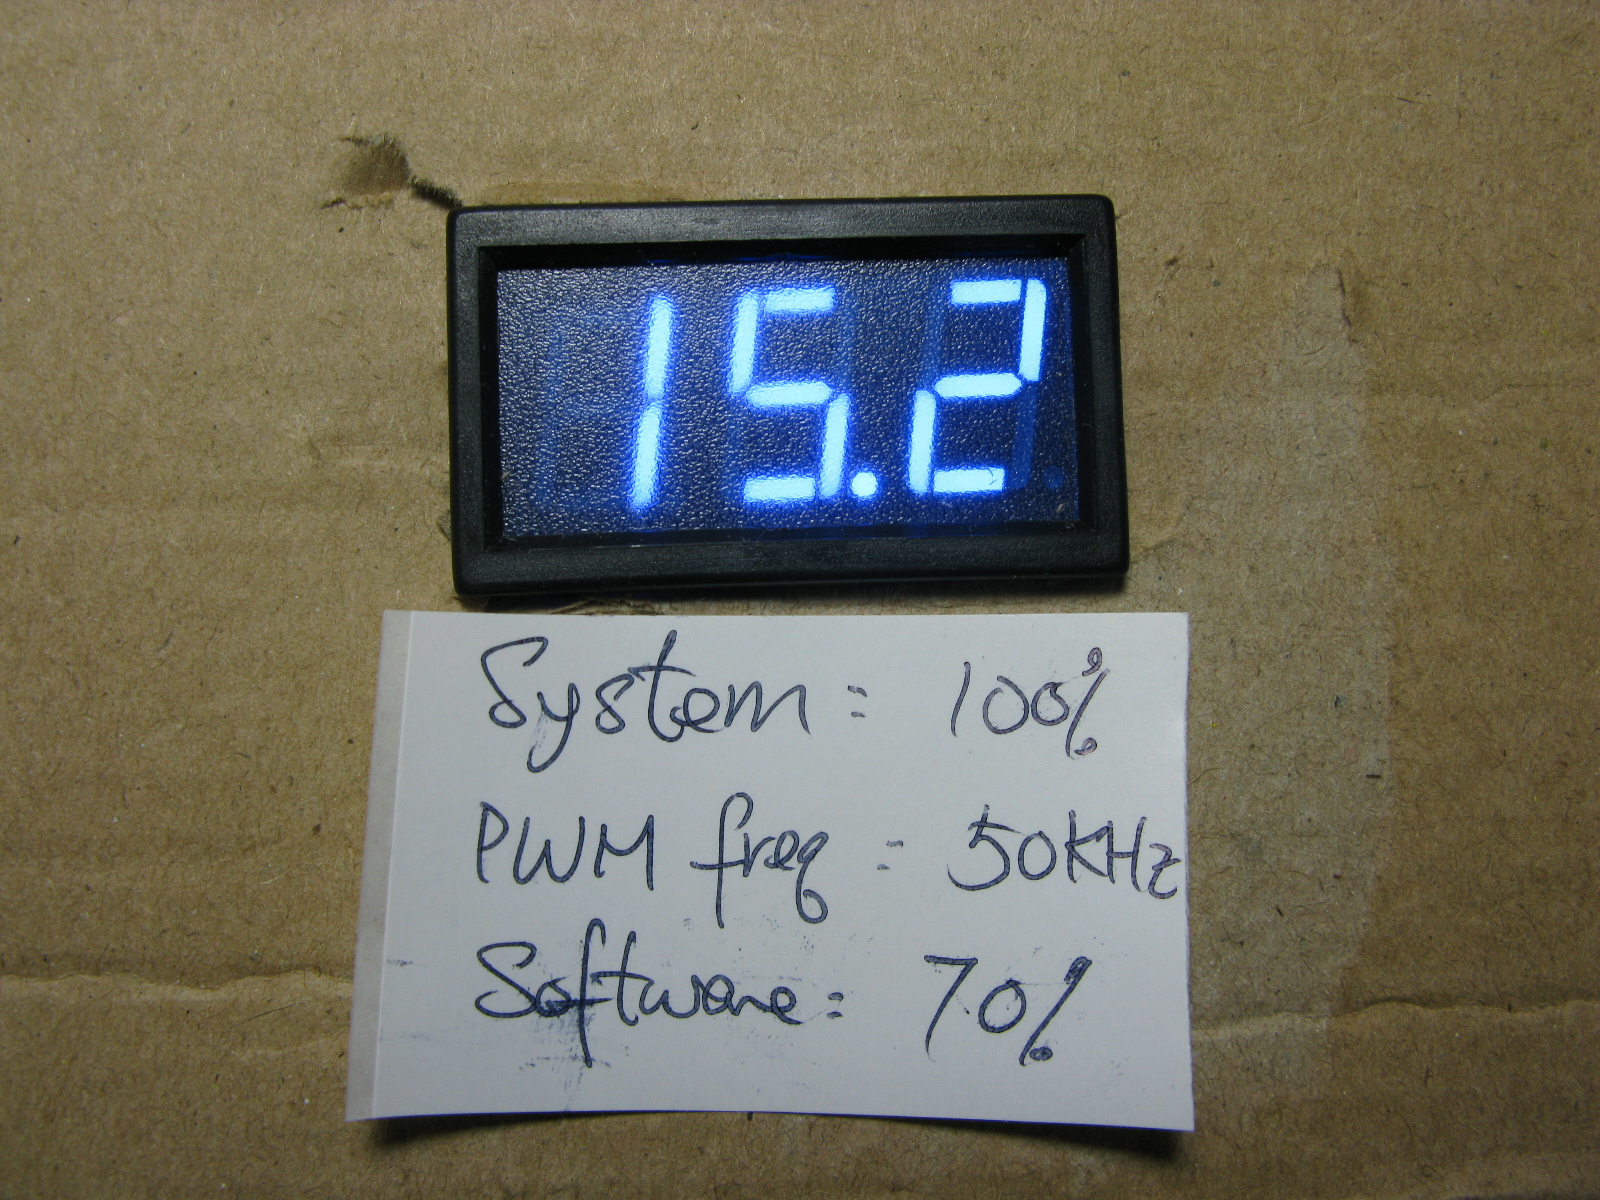 15.2
System = 100%
PWM freq = 50KHz
Software = 70%